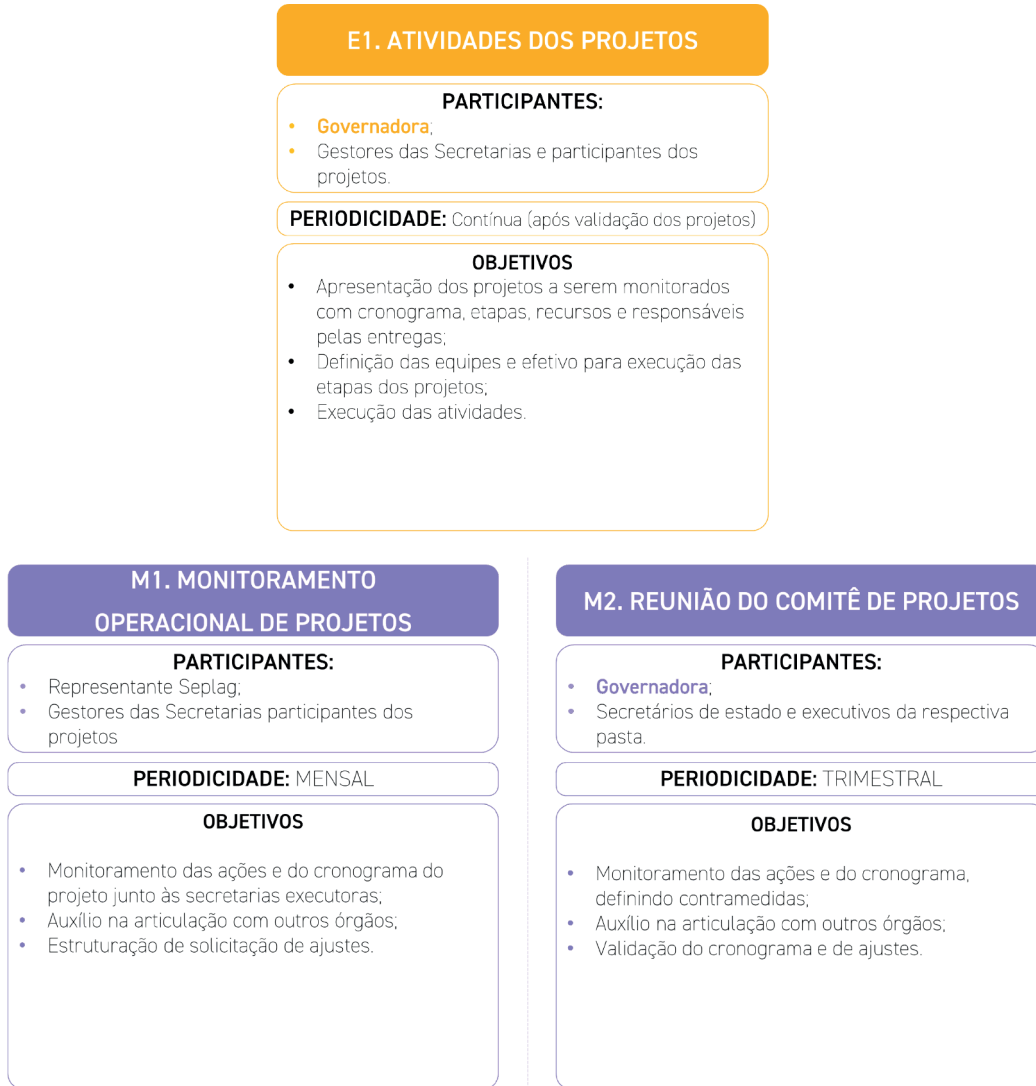 E1. ATIVIDADES DOS PROJETOS
PARTICIPANTES:
• Governadora;
• Gestores das Secretarias e participantes dos
projetos.
PERIODICIDADE: Contínua (após validação dos projetos)
OBJETIVOS
• Apresentação dos projetos a serem monitorados
com cronograma, etapas, recursos e responsáveis
pelas entregas;
• Definição das equipes e efetivo para execução das
etapas dos projetos;
• Execução das atividades.
M1. MONITORAMENTO
OPERACIONAL DE PROJETOS
PARTICIPANTES:
• Representante Seplag;
• Gestores das Secretarias participantes dos
projetos
PERIODICIDADE: MENSAL
OBJETIVOS
• Monitoramento das ações e do cronograma do
projeto junto às secretarias executoras;
• Auxílio na articulação com outros órgãos;
• Estruturação de solicitação de ajustes.
M2. REUNIÃO DO COMITÊ DE PROJETOS
PARTICIPANTES:
• Governadora;
• Secretários de estado e executivos da respectiva
pasta.
PERIODICIDADE: TRIMESTRAL
OBJETIVOS
• Monitoramento das ações e do cronograma,
definindo contramedidas;
• Auxílio na articulação com outros órgãos;
• Validação do cronograma e de ajustes.